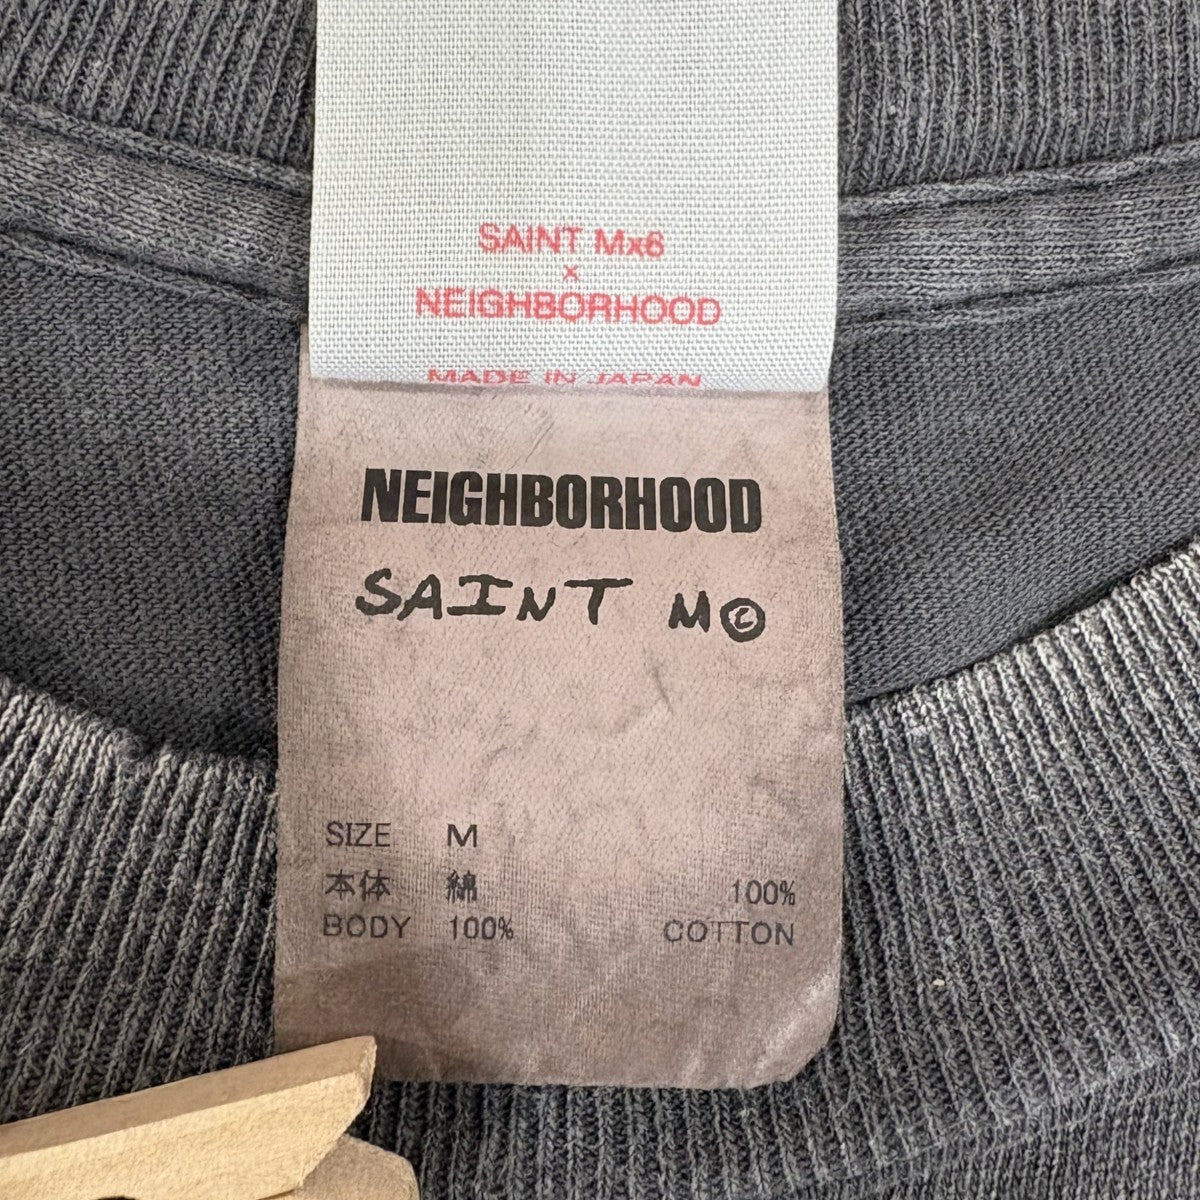 SAINT Mx6
x
NEIGHBORHOOD
MADE IN JAPAN
NEIGHBORHOOD
SAINT M©
SIZE M
本体 綿 100%
BODY 100% COTTON